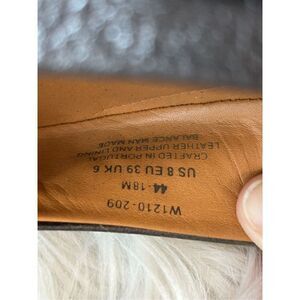 W1210-209
44-18M
US 8 EU 39 UK 6
CRAFTED IN PORTUGAL
LEATHER UPPER AND LINING
BALANCE MAN MADE